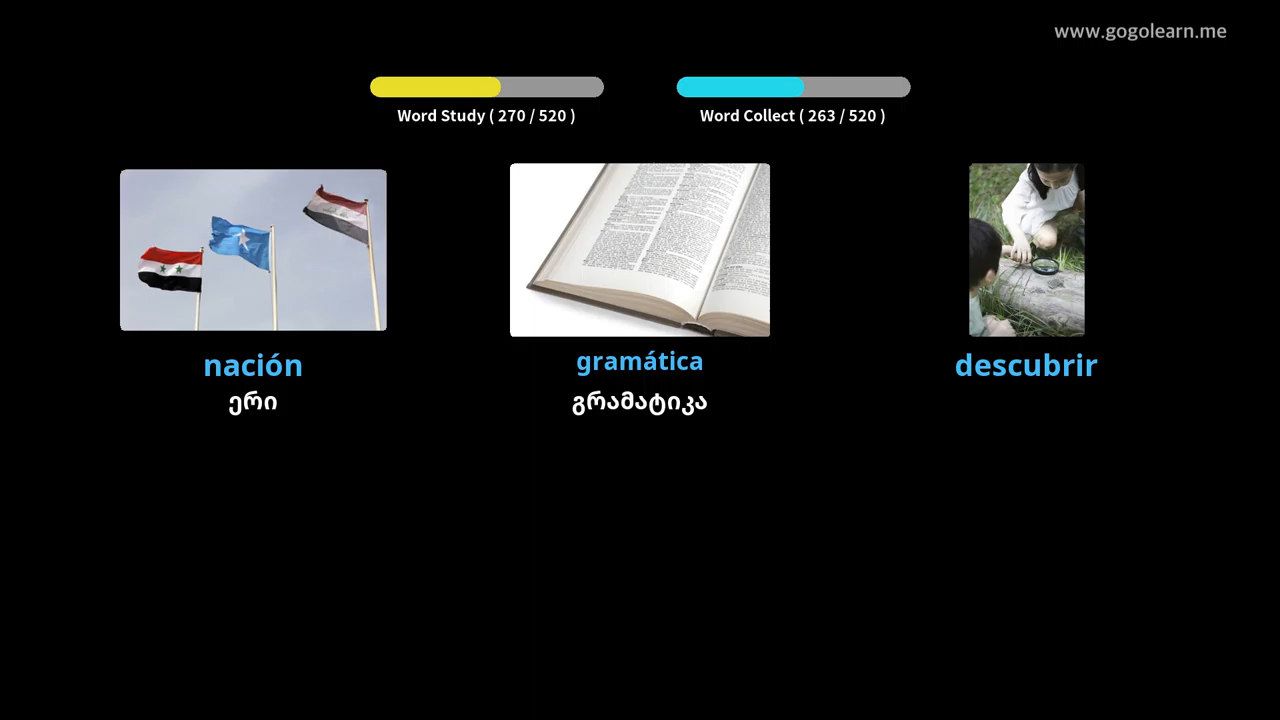 www.gogolearn.me
Word Study ( 270 / 520 )
Word Collect ( 263 / 520 )
nación
ერი
gramática
გრამატიკა
descubrir